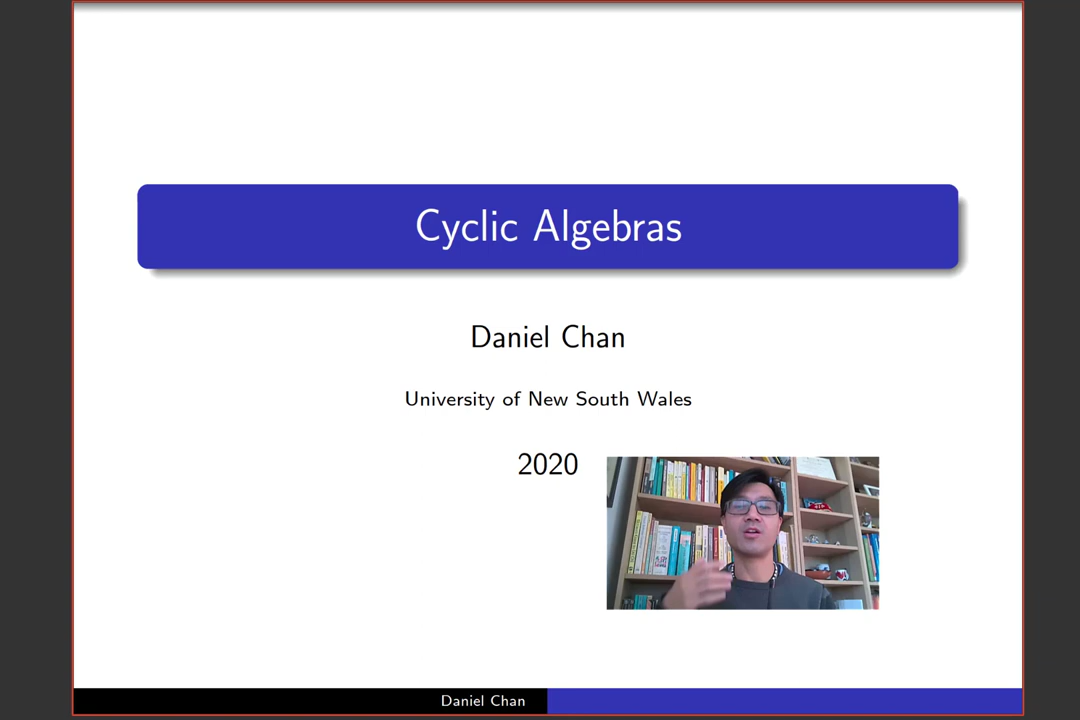 Cyclic Algebras
Daniel Chan
University of New South Wales
2020
Daniel Chan